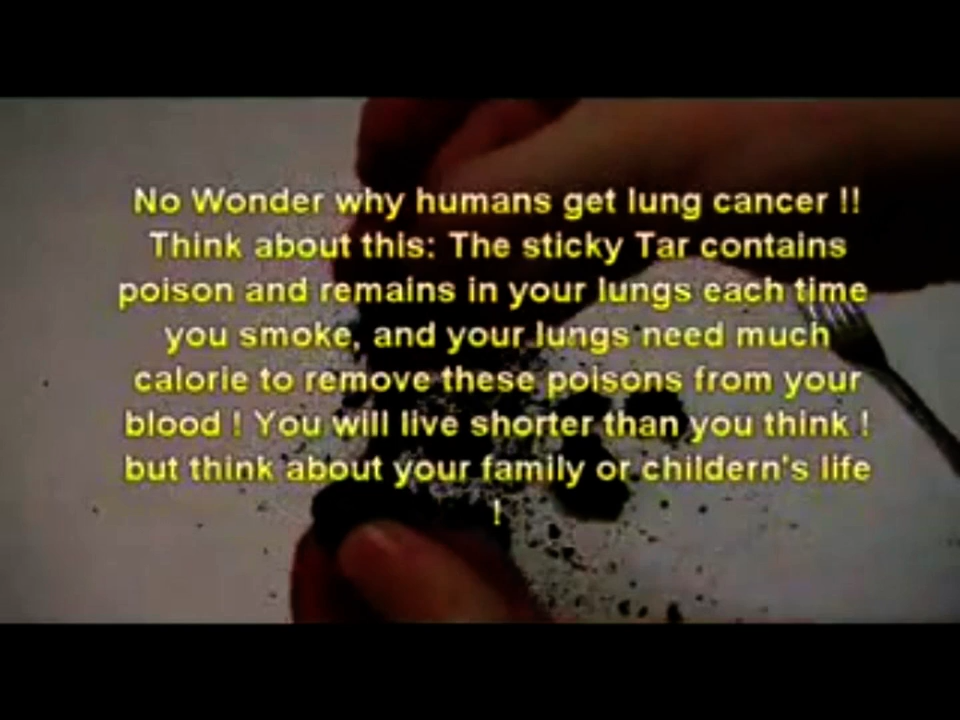 No Wonder why humans get lung cancer !!
Think about this: The sticky Tar contains
poison and remains in your lungs each time
you smoke, and your lungs need much
calorie to remove these poisons from your
blood ! You will live shorter than you think !
but think about your family or childern's life
!